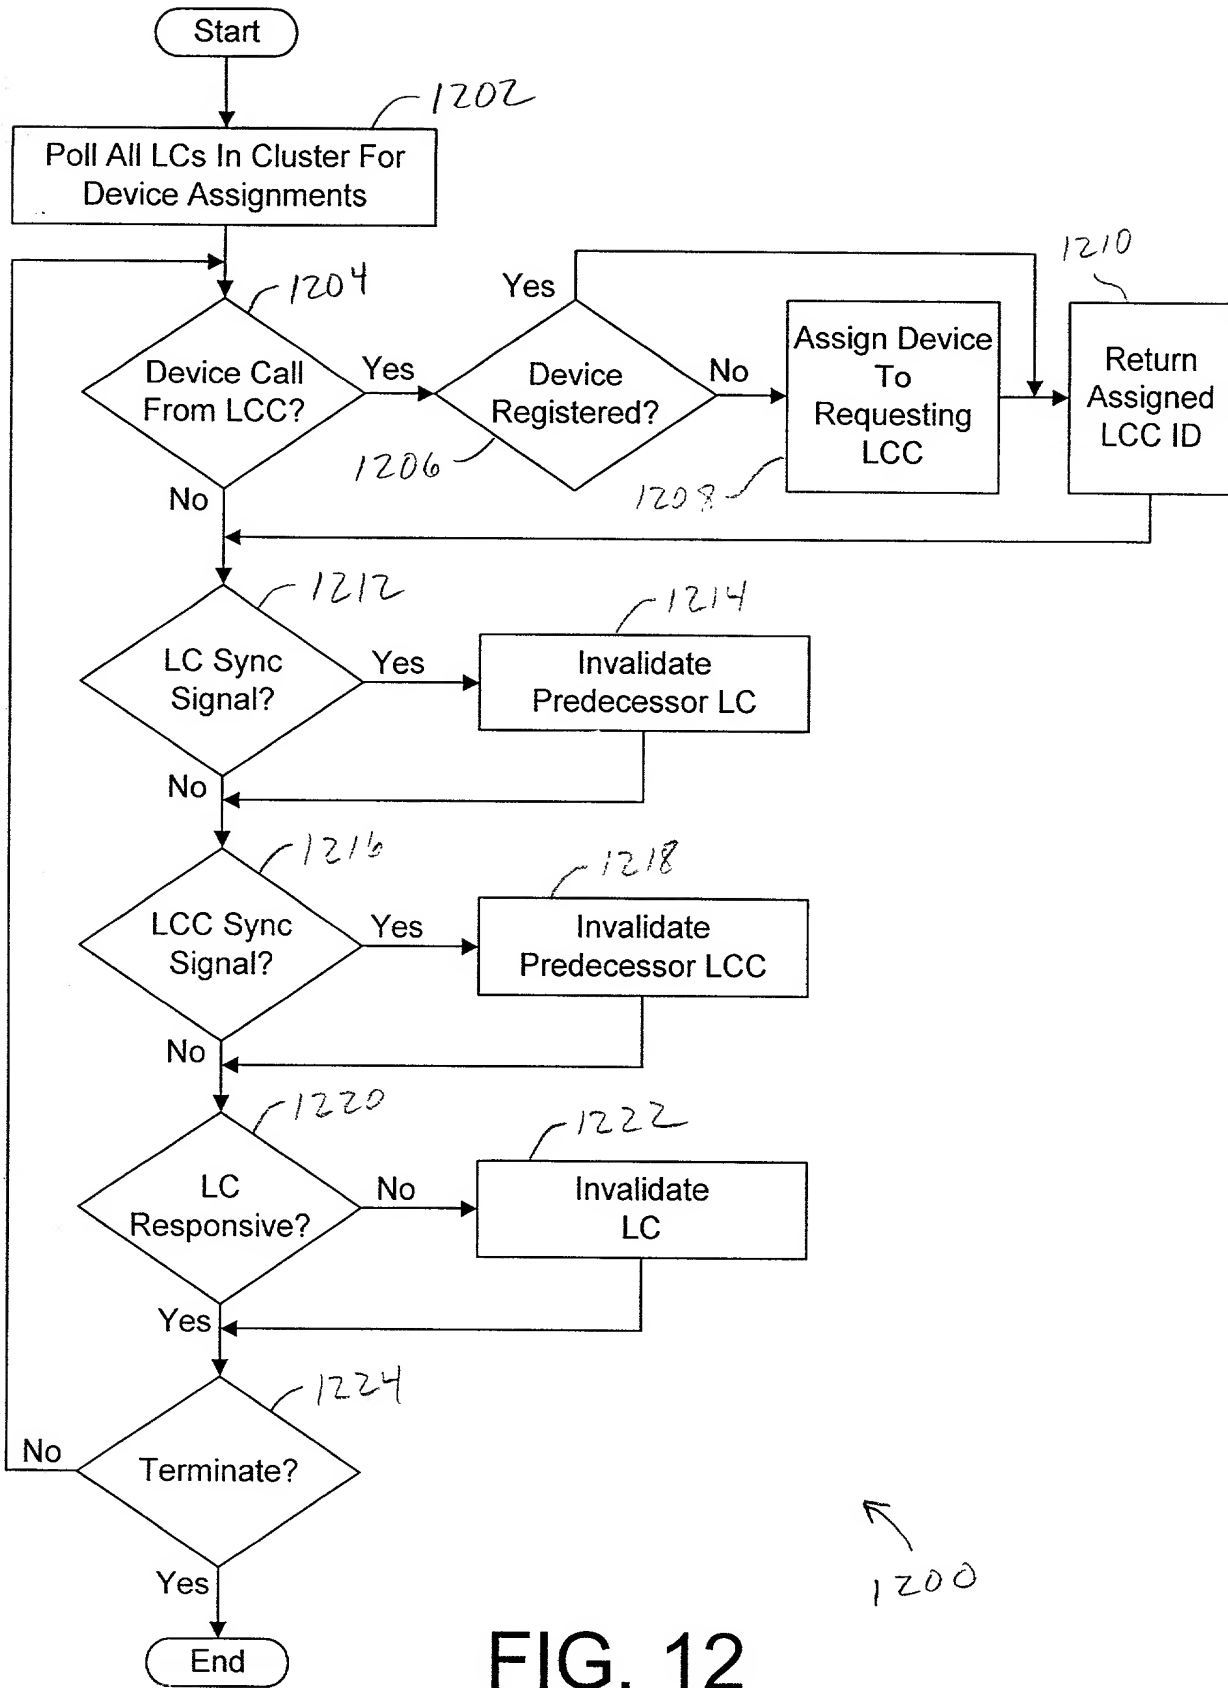 Start
1202
Poll All LCs In Cluster For
Device Assignments
1204
Device Call
From LCC?
Yes
No
Yes
Device
Registered?
1206
No
Assign Device
To
Requesting
LCC
1208
1210
Return
Assigned
LCC ID
1212
LC Sync
Signal?
Yes
No
1214
Invalidate
Predecessor LC
1216
LCC Sync
Signal?
Yes
No
1218
Invalidate
Predecessor LCC
1220
LC
Responsive?
No
Yes
1222
Invalidate
LC
1224
Terminate?
No
Yes
End
1200
FIG. 12